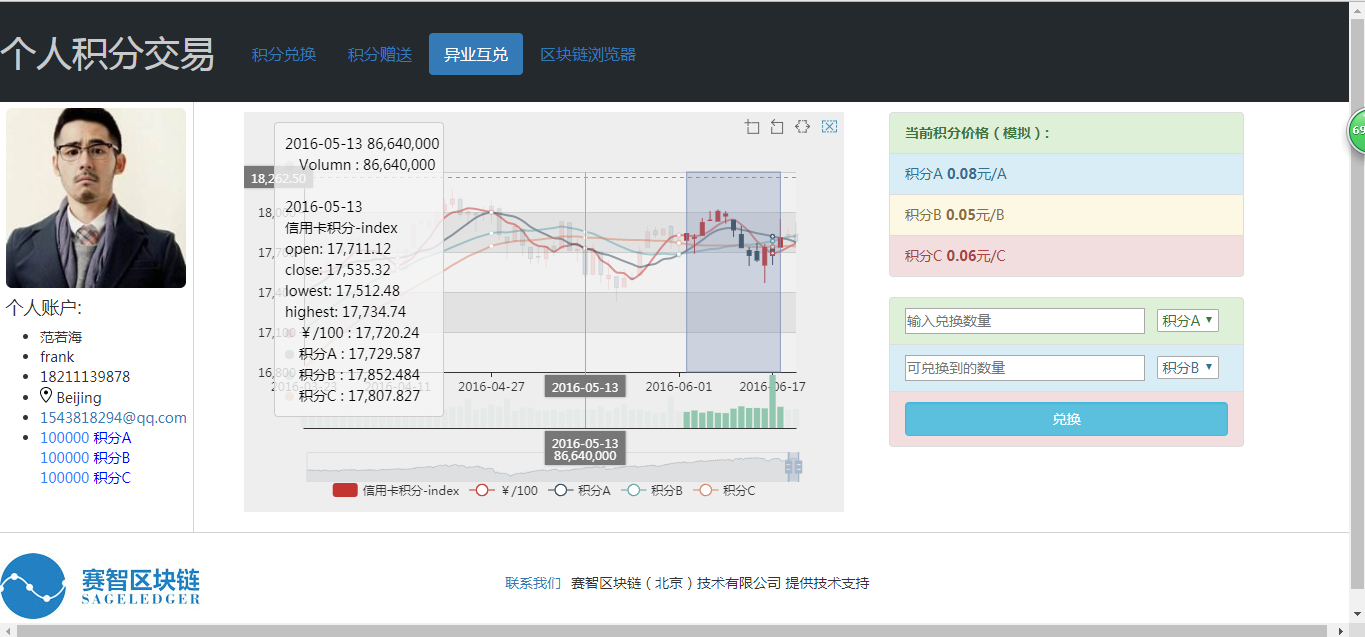 个人积分交易
积分兑换 积分赠送 异业互兑 区块链浏览器
个人账户:
范若海
frank
18211139878
Beijing
1543818294@qq.com
100000 积分A
100000 积分B
100000 积分C
2016-05-13 86,640,000
Volumn : 86,640,000
2016-05-13
信用卡积分-index
open: 17,711.12
close: 17,535.32
lowest: 17,512.48
highest: 17,734.74
¥/100 : 17,720.24
积分A : 17,729.587
积分B : 17,852.484
积分C : 17,807.827
18,262.50
18,000
17,700
17,400
17,100
16,800
2016-04-11 2016-04-27 2016-05-13 2016-06-01 2016-06-17
2016-05-13
86,640,000
信用卡积分-index ¥/100 积分A 积分B 积分C
当前积分价格（模拟）:
积分A 0.08元/A
积分B 0.05元/B
积分C 0.06元/C
输入兑换数量 积分A
可兑换到的数量 积分B
兑换
69
赛智区块链
SAGELEDGER
联系我们 赛智区块链（北京）技术有限公司 提供技术支持